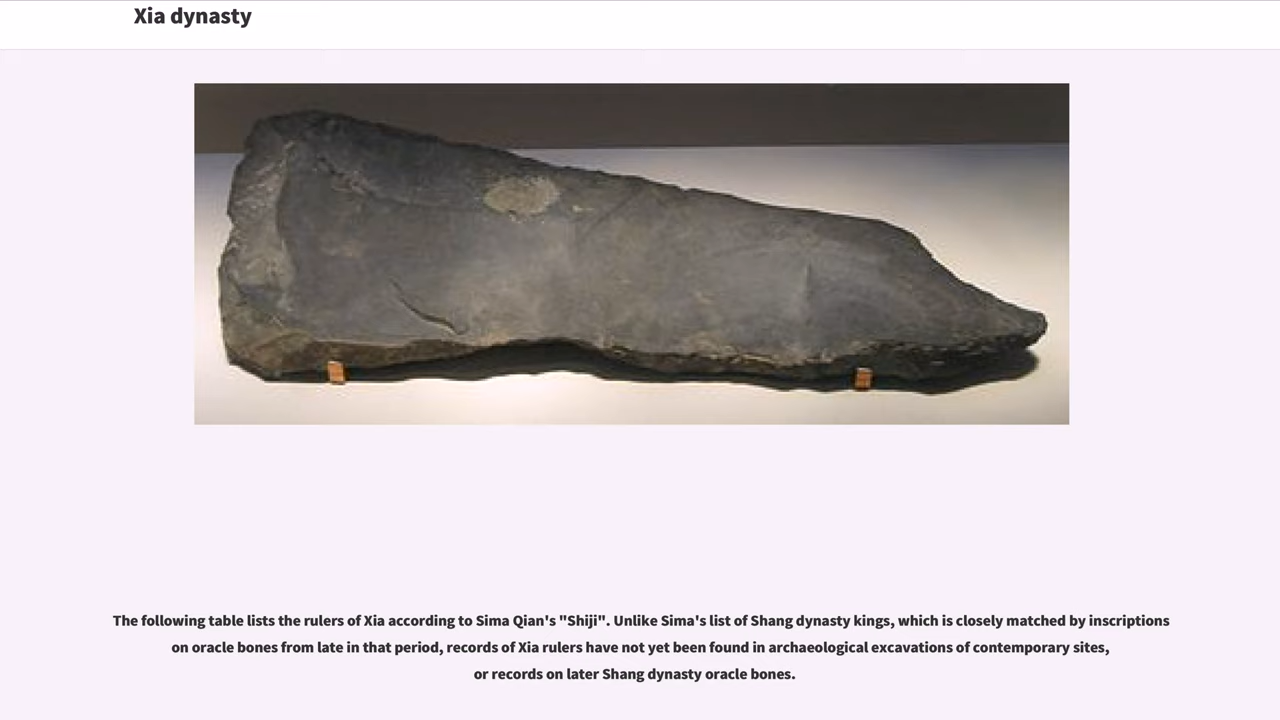 Xia dynasty
The following table lists the rulers of Xia according to Sima Qian's "Shiji". Unlike Sima's list of Shang dynasty kings, which is closely matched by inscriptions
on oracle bones from late in that period, records of Xia rulers have not yet been found in archaeological excavations of contemporary sites,
or records on later Shang dynasty oracle bones.